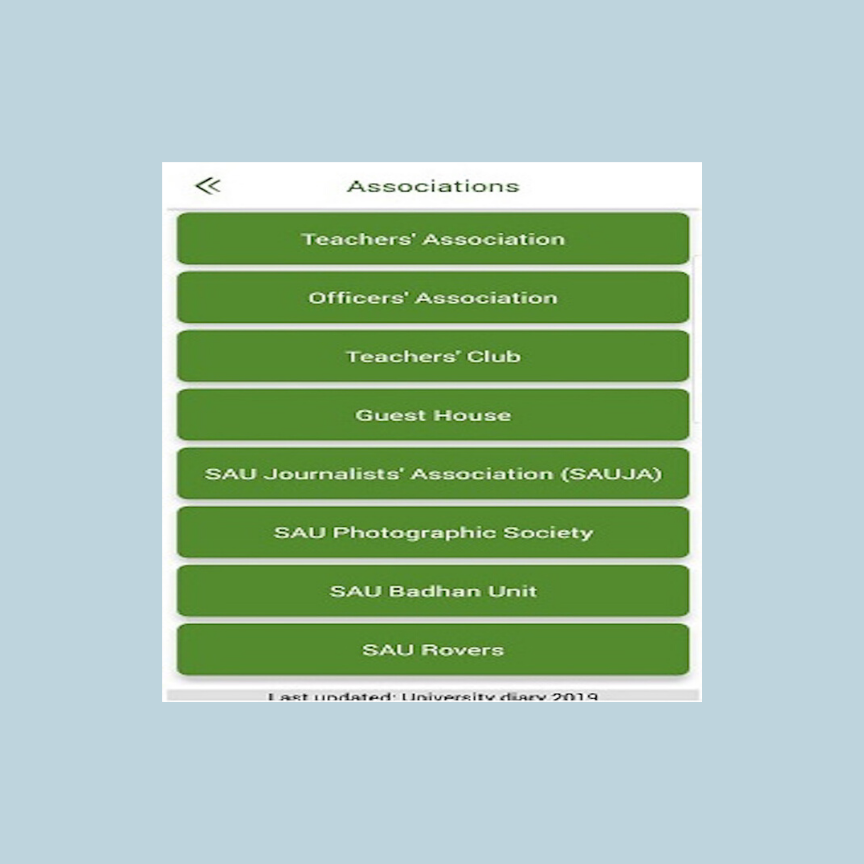 Associations
Teachers' Association
Officers' Association
Teachers' Club
Guest House
SAU Journalists' Association (SAUJA)
SAU Photographic Society
SAU Badhan Unit
SAU Rovers
Last updated: University diary 2019